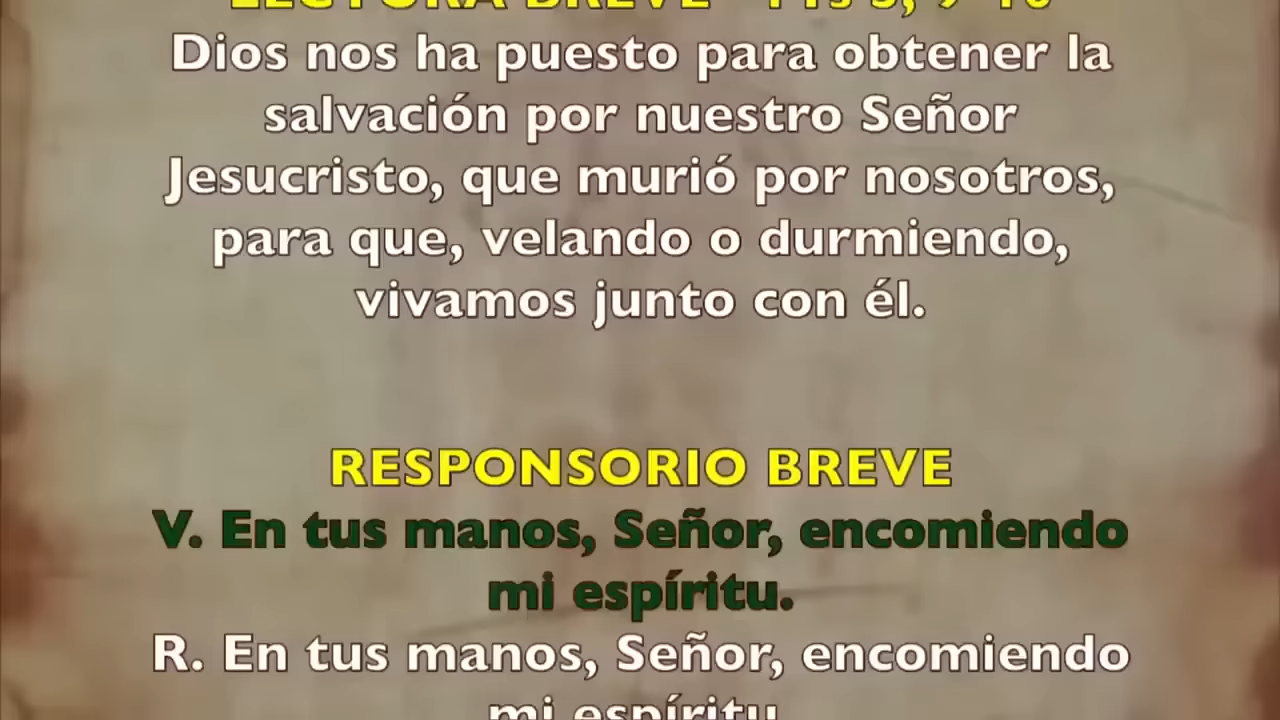 LECTURA BREVE
Dios nos ha puesto para obtener la
salvación por nuestro Señor
Jesucristo, que murió por nosotros,
para que, velando o durmiendo,
vivamos junto con él.
RESPONSORIO BREVE
V. En tus manos, Señor, encomiendo
mi espíritu.
R. En tus manos, Señor, encomiendo
mi espíritu.